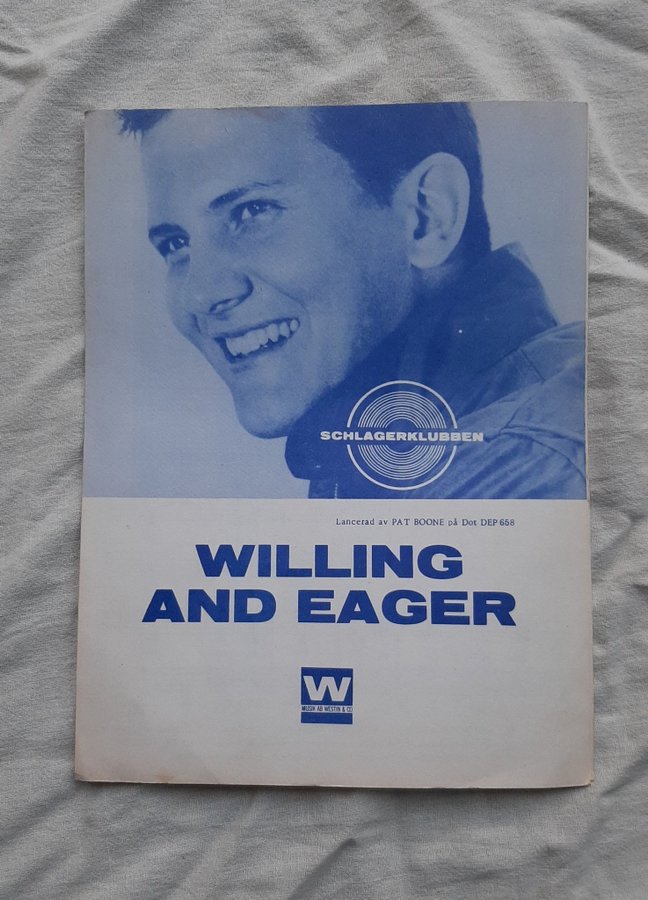 SCHLAGERKLUBBEN
Lancerad av PAT BOONE på Dot DEP 658
WILLING
AND EAGER
W
MUSIK AB WESTIN & CO